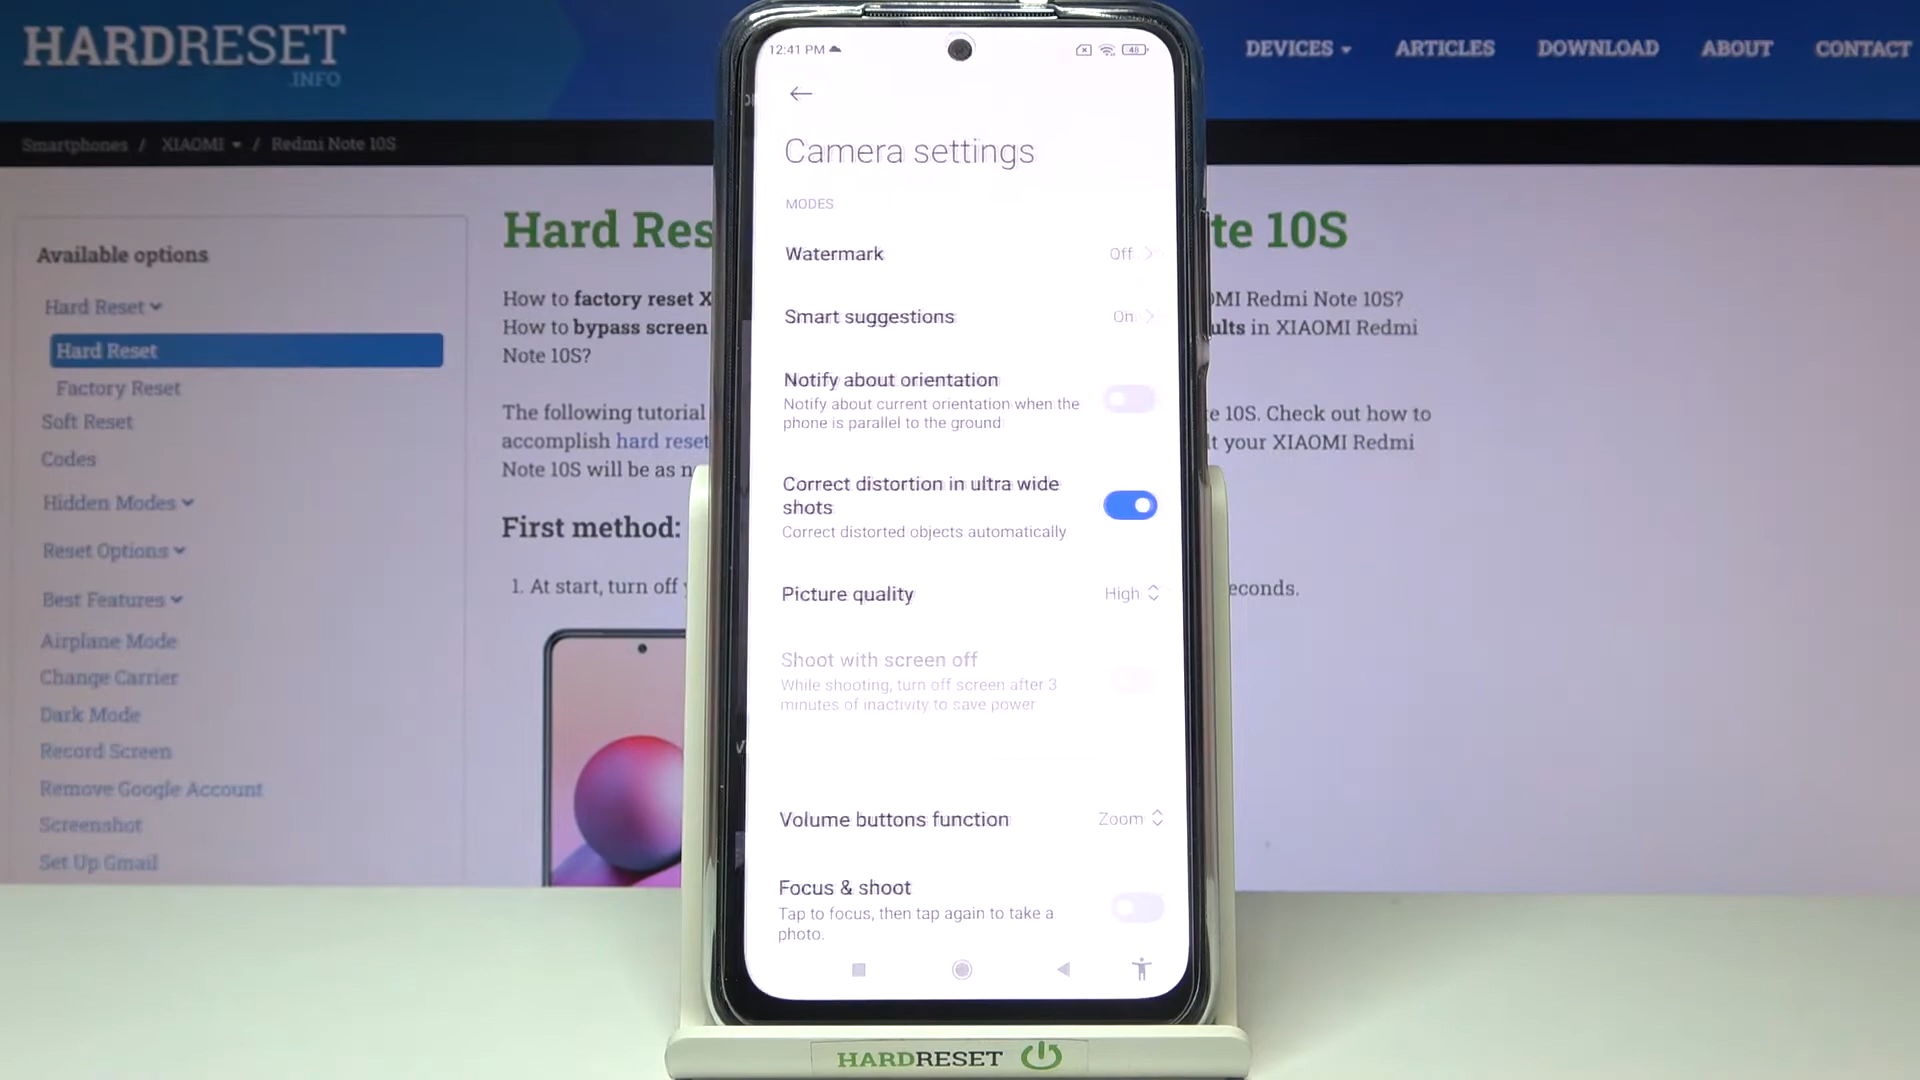 HARDRESET
.INFO
DEVICES
ARTICLES
DOWNLOAD
ABOUT
CONTACT
Smartphones / XIAOMI / Redmi Note 10S
Available options
Hard Reset
Hard Reset
Factory Reset
Soft Reset
Codes
Hidden Modes
Reset Options
Best Features
Airplane Mode
Change Carrier
Dark Mode
Record Screen
Remove Google Account
Screenshot
Set Up Gmail
Hard Res
te 10S
How to factory reset X
OMI Redmi Note 10S?
How to bypass screen
ults in XIAOMI Redmi
Note 10S?
The following tutorial
e 10S. Check out how to
accomplish hard reset
lt your XIAOMI Redmi
Note 10S will be as n
First method:
1. At start, turn off
econds.
12:41 PM
48
Camera settings
MODES
Watermark
Off
Smart suggestions
On
Notify about orientation
Notify about current orientation when the
phone is parallel to the ground
Correct distortion in ultra wide
shots
Correct distorted objects automatically
Picture quality
High
Shoot with screen off
While shooting, turn off screen after 3
minutes of inactivity to save power
Volume buttons function
Zoom
Focus & shoot
Tap to focus, then tap again to take a
photo.
HARDRESET